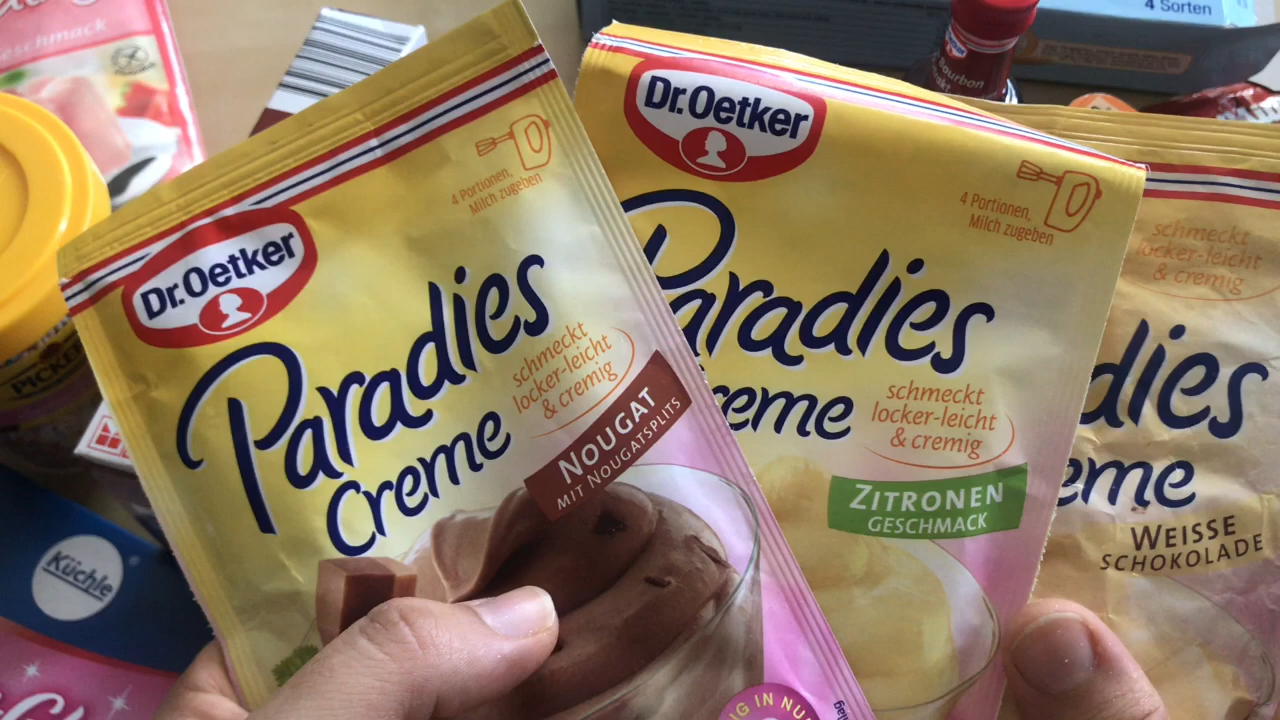 Geschmack
4 Sorten
Bourbon
Dr.Oetker
4 Portionen,
Milch zugeben
Paradies
creme
schmeckt
locker-leicht
& cremig
NOUGAT
MIT NOUGATSPLITS
Dr.Oetker
4 Portionen,
Milch zugeben
Paradies
creme
schmeckt
locker-leicht
& cremig
ZITRONEN
GESCHMACK
schmeckt
locker-leicht
& cremig
dies
eme
WEISSE
SCHOKOLADE
Küchle